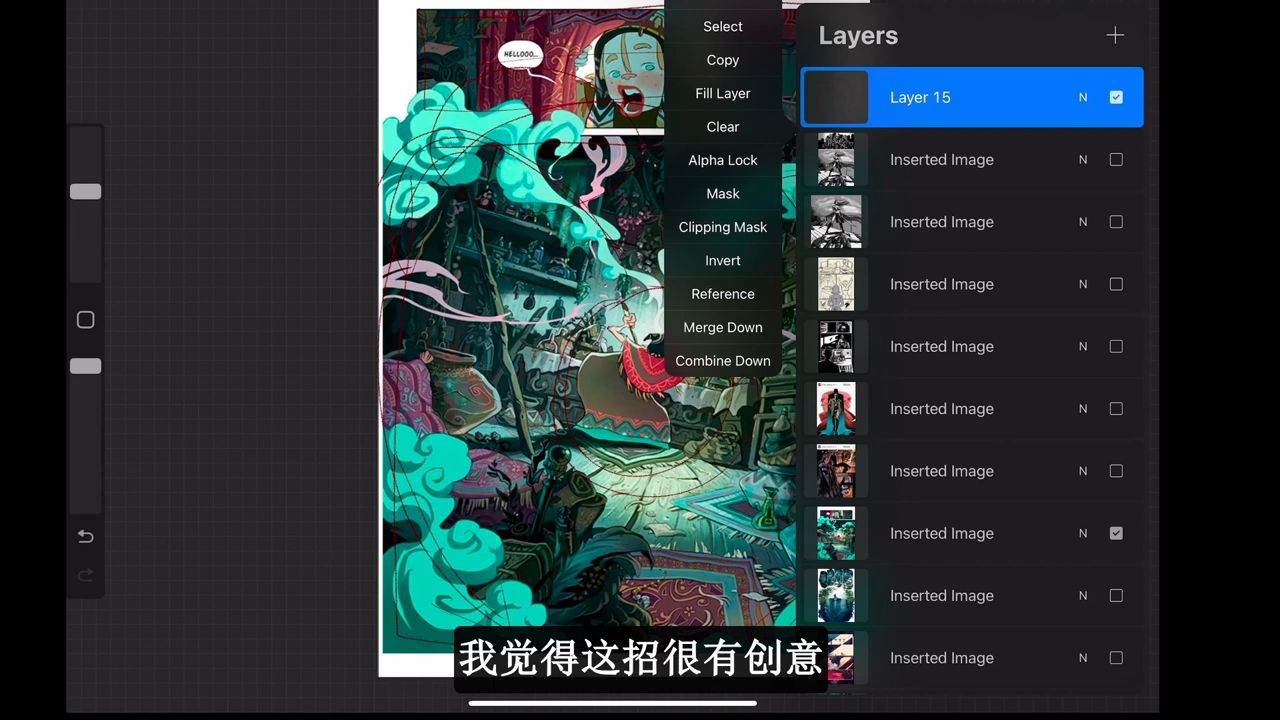 Layers
Select
Copy
Fill Layer
Clear
Alpha Lock
Mask
Clipping Mask
Invert
Reference
Merge Down
Combine Down
Layer 15 N
Inserted Image N
Inserted Image N
Inserted Image N
Inserted Image N
Inserted Image N
Inserted Image N
Inserted Image N
Inserted Image N
Inserted Image N
HELLOOO...
我觉得这招很有创意